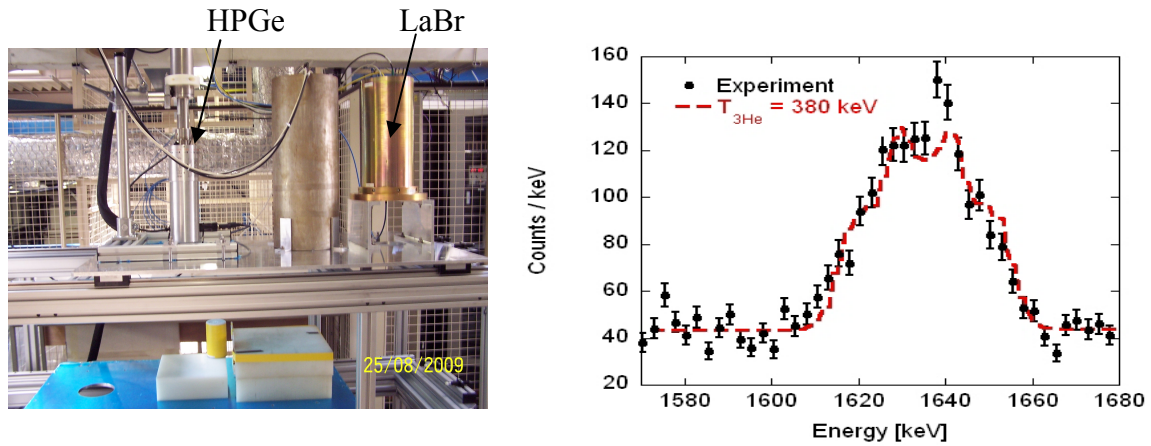 HPGe
LaBr
25/08/2009
160
140
120
100
80
60
40
20
Counts / keV
Experiment
T3He = 380 keV
1580
1600
1620
1640
1660
1680
Energy [keV]